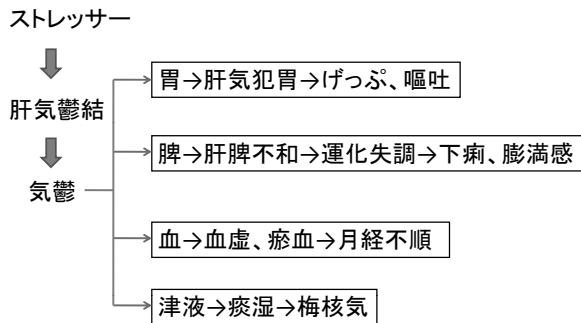 ストレッサー
肝気鬱結
気鬱
胃→肝気犯胃→げっぷ、嘔吐
脾→肝脾不和→運化失調→下痢、膨満感
血→血虚、瘀血→月経不順
津液→痰湿→梅核気